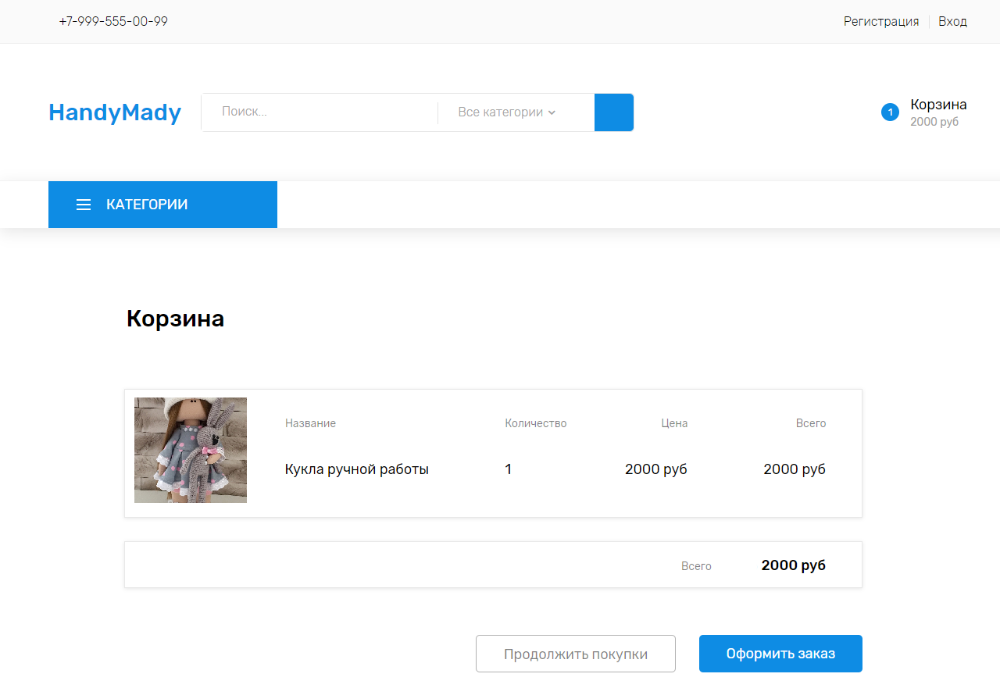 +7-999-555-00-99
Регистрация Вход
HandyMady
Поиск...
Все категории
1
Корзина
2000 руб
КАТЕГОРИИ
Корзина
Название Количество Цена Всего
Кукла ручной работы 1 2000 руб 2000 руб
Всего 2000 руб
Продолжить покупки Оформить заказ